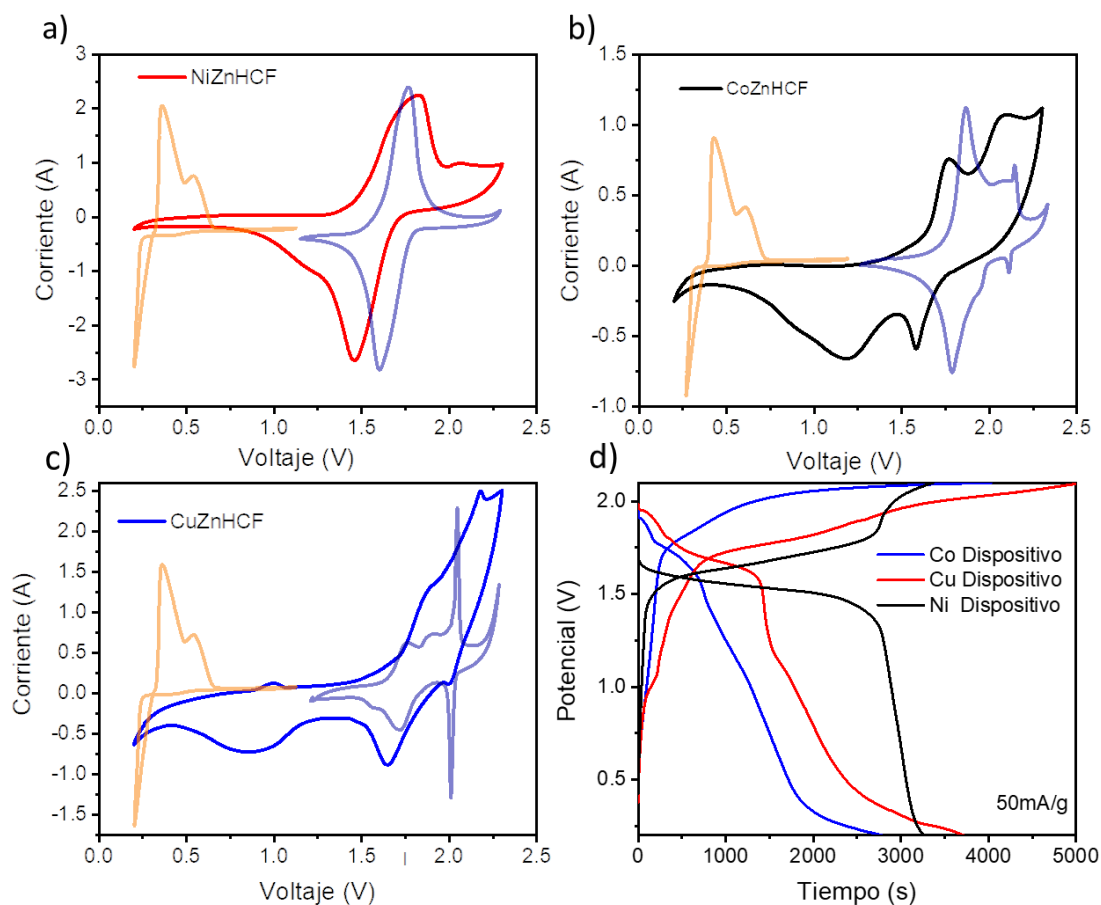 a)
NiZnHCF
3
2
1
0
-1
-2
-3
Corriente (A)
0.0 0.5 1.0 1.5 2.0 2.5
Voltaje (V)
b)
CoZnHCF
1.5
1.0
0.5
0.0
-0.5
-1.0
Corriente (A)
0.0 0.5 1.0 1.5 2.0 2.5
Voltaje (V)
c)
CuZnHCF
2.5
2.0
1.5
1.0
0.5
0.0
-0.5
-1.0
-1.5
Corriente (A)
0.0 0.5 1.0 1.5 2.0 2.5
Voltaje (V)
d)
2.0
1.5
1.0
0.5
Potencial (V)
Co Dispositivo
Cu Dispositivo
Ni Dispositivo
50mA/g
0 1000 2000 3000 4000 5000
Tiempo (s)